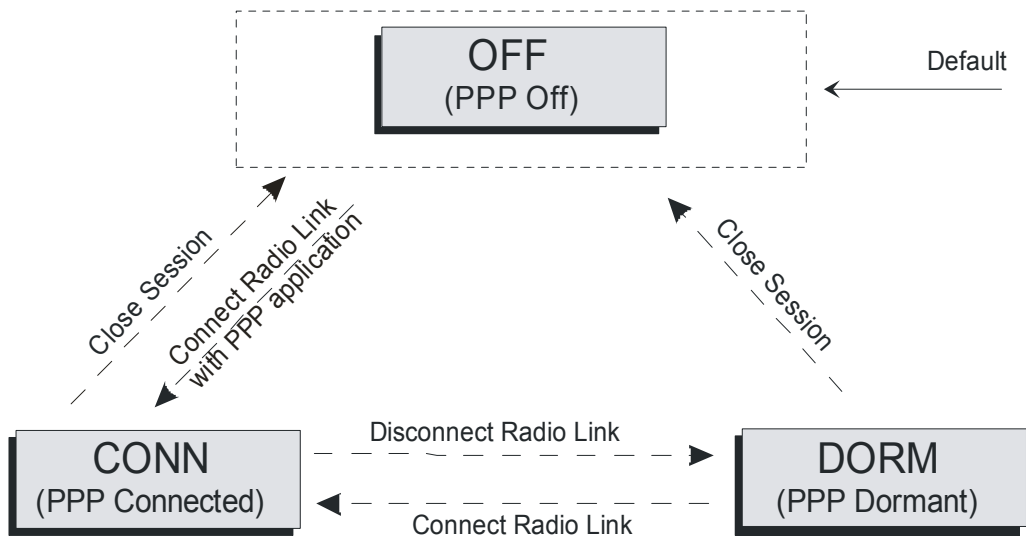 OFF
(PPP Off)
Default
Close Session
Connect Radio Link
with PPP application
Close Session
CONN
(PPP Connected)
Disconnect Radio Link
Connect Radio Link
DORM
(PPP Dormant)